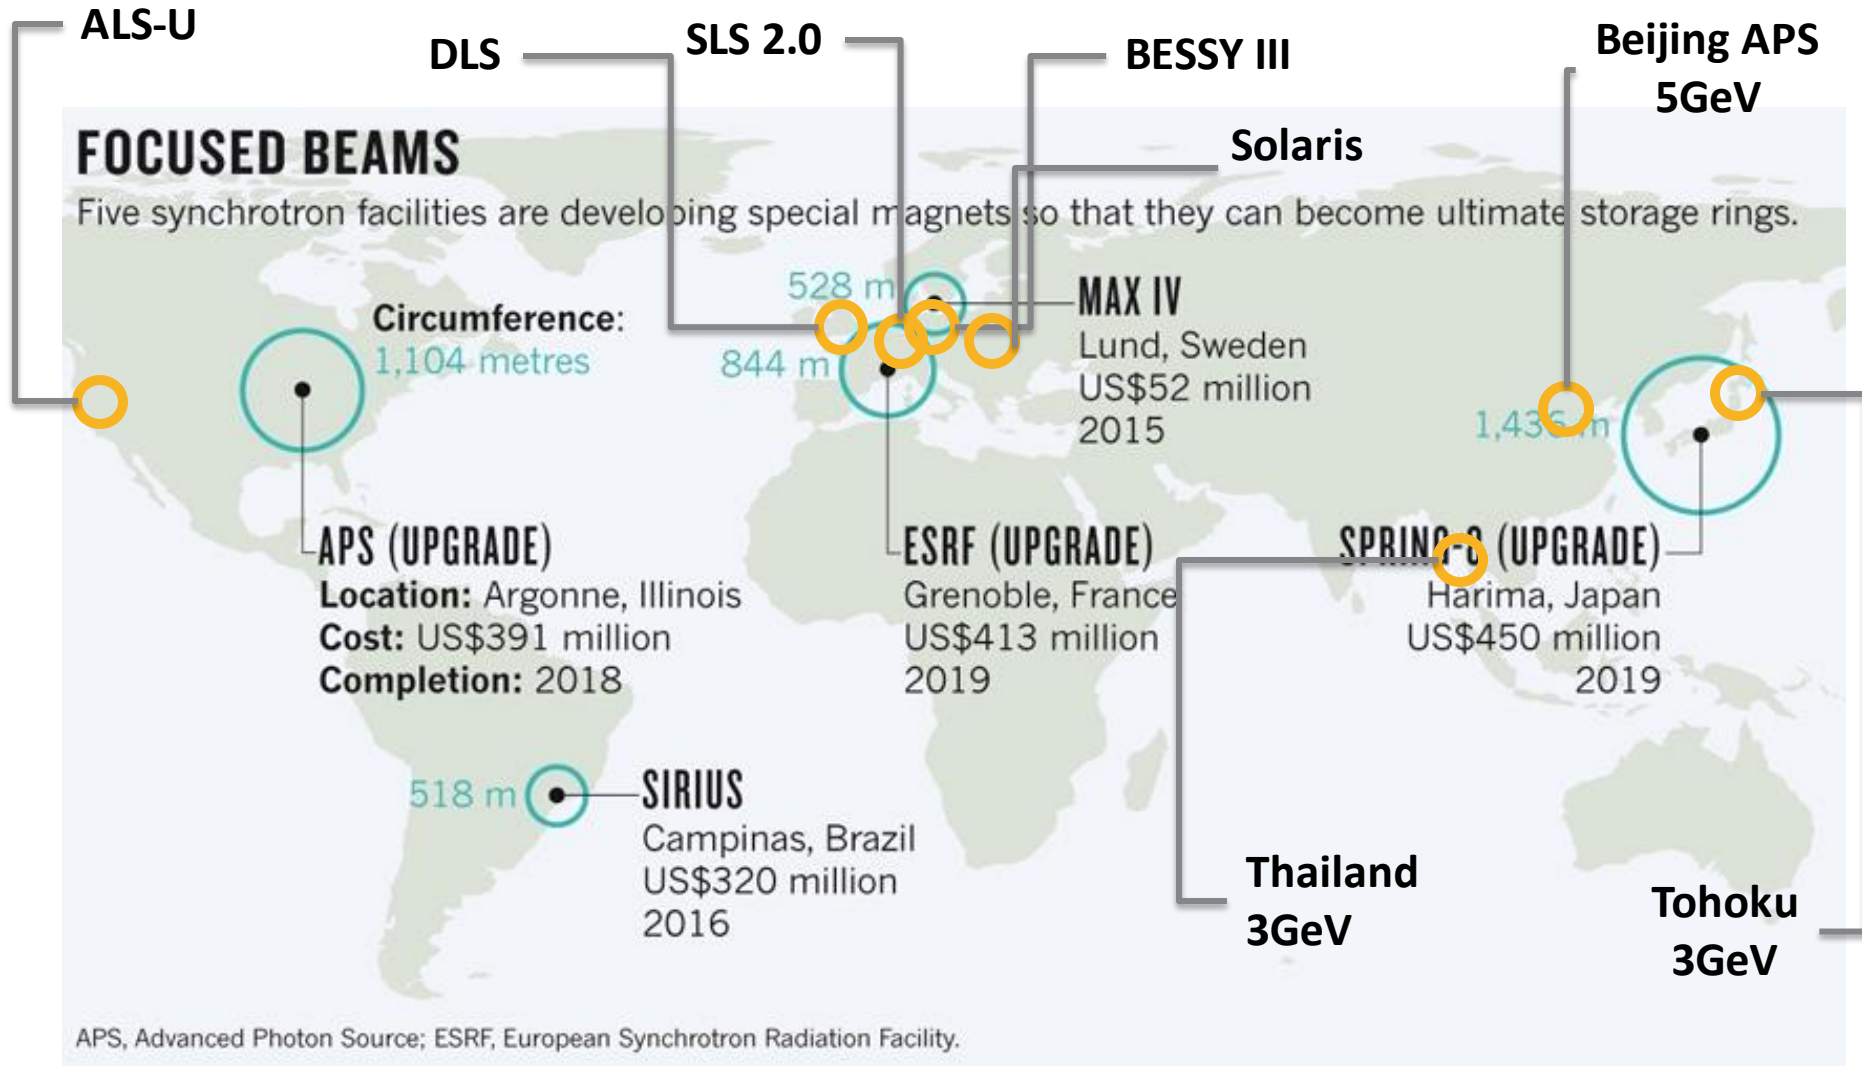 ALS-U
DLS
SLS 2.0
BESSY III
Beijing APS
5GeV
Solaris
FOCUSED BEAMS
Five synchrotron facilities are developing special magnets so that they can become ultimate storage rings.
Circumference:
1,104 metres
528 m
844 m
MAX IV
Lund, Sweden
US$52 million
2015
1,436 m
APS (UPGRADE)
Location: Argonne, Illinois
Cost: US$391 million
Completion: 2018
ESRF (UPGRADE)
Grenoble, France
US$413 million
2019
SPRING-8 (UPGRADE)
Harima, Japan
US$450 million
2019
518 m
SIRIUS
Campinas, Brazil
US$320 million
2016
Thailand
3GeV
Tohoku
3GeV
APS, Advanced Photon Source; ESRF, European Synchrotron Radiation Facility.